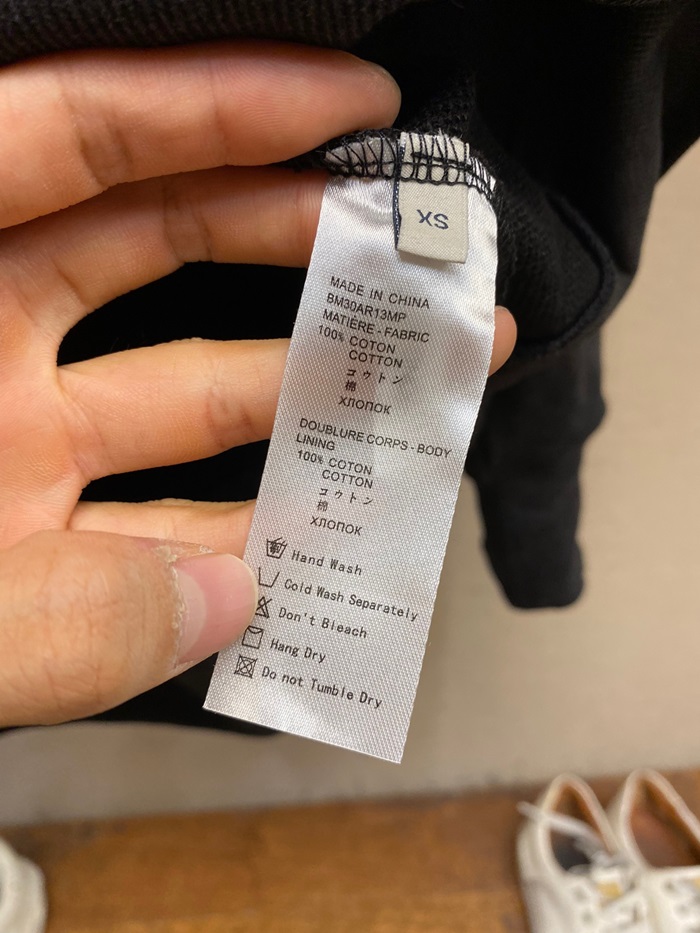 XS
MADE IN CHINA
BM30AR13MP
MATIÈRE - FABRIC
100% COTON
COTTON
コットン
棉
ХЛОПОК
DOUBLURE CORPS - BODY
LINING
100% COTON
COTTON
コットン
棉
ХЛОПОК
Hand Wash
Cold Wash Separately
Don't Bleach
Hang Dry
Do not Tumble Dry